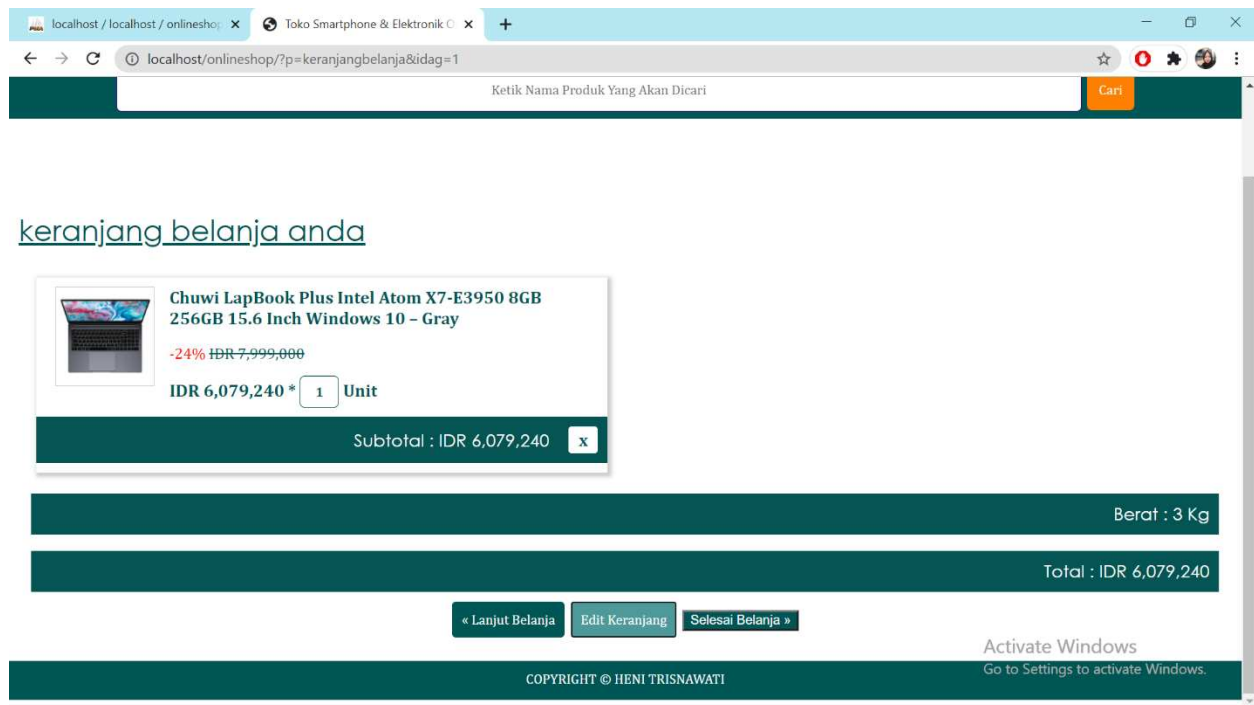 localhost / localhost / onlineshop
Toko Smartphone & Elektronik O
localhost/onlineshop/?p=keranjangbelanja&idag=1
Ketik Nama Produk Yang Akan Dicari
Cari
keranjang belanja anda
Chuwi LapBook Plus Intel Atom X7-E3950 8GB
256GB 15.6 Inch Windows 10 – Gray
-24% IDR 7,999,000
IDR 6,079,240 * 1 Unit
Subtotal : IDR 6,079,240 x
Berat : 3 Kg
Total : IDR 6,079,240
« Lanjut Belanja Edit Keranjang Selesai Belanja »
Activate Windows
Go to Settings to activate Windows.
COPYRIGHT © HENI TRISNAWATI